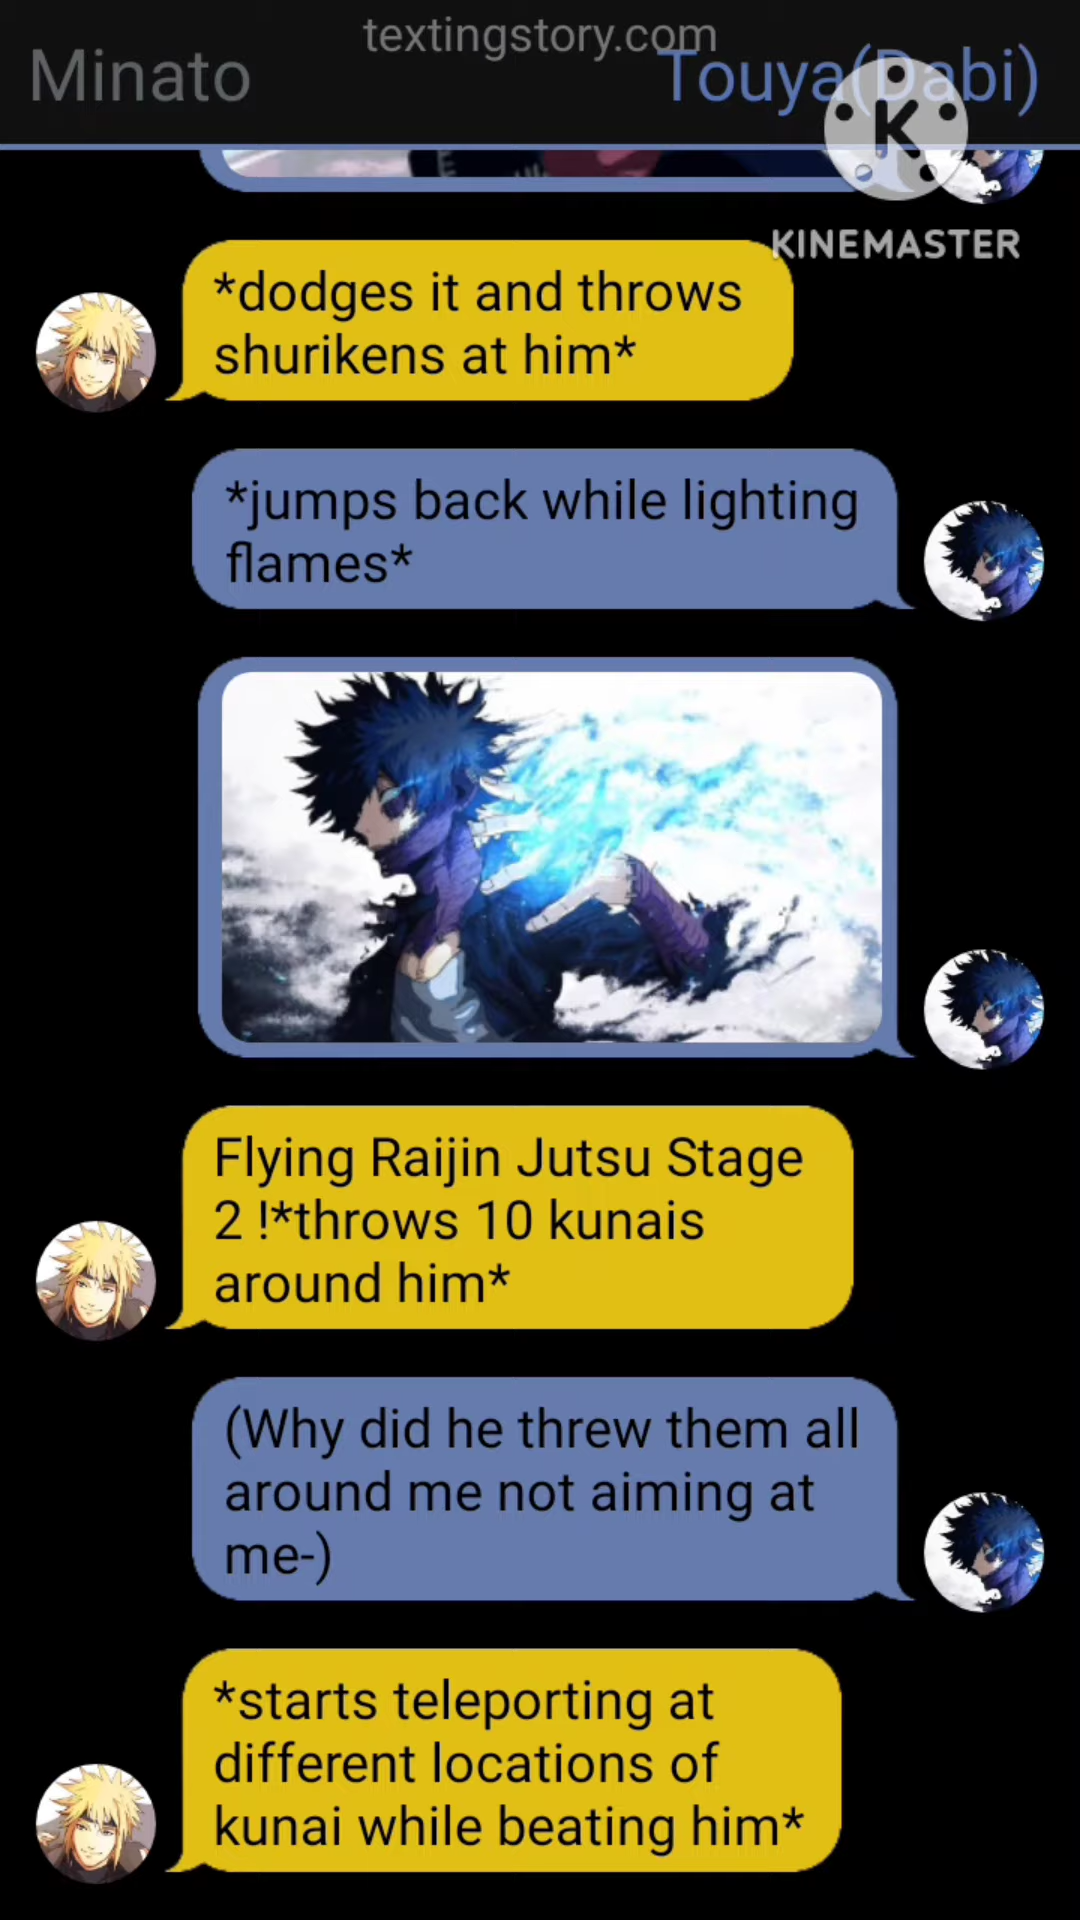 textingstory.com
Minato
Touya(Dabi)
K
KINEMASTER
*dodges it and throws
shurikens at him*
*jumps back while lighting
flames*
Flying Raijin Jutsu Stage
2 !*throws 10 kunais
around him*
(Why did he threw them all
around me not aiming at
me-)
*starts teleporting at
different locations of
kunai while beating him*